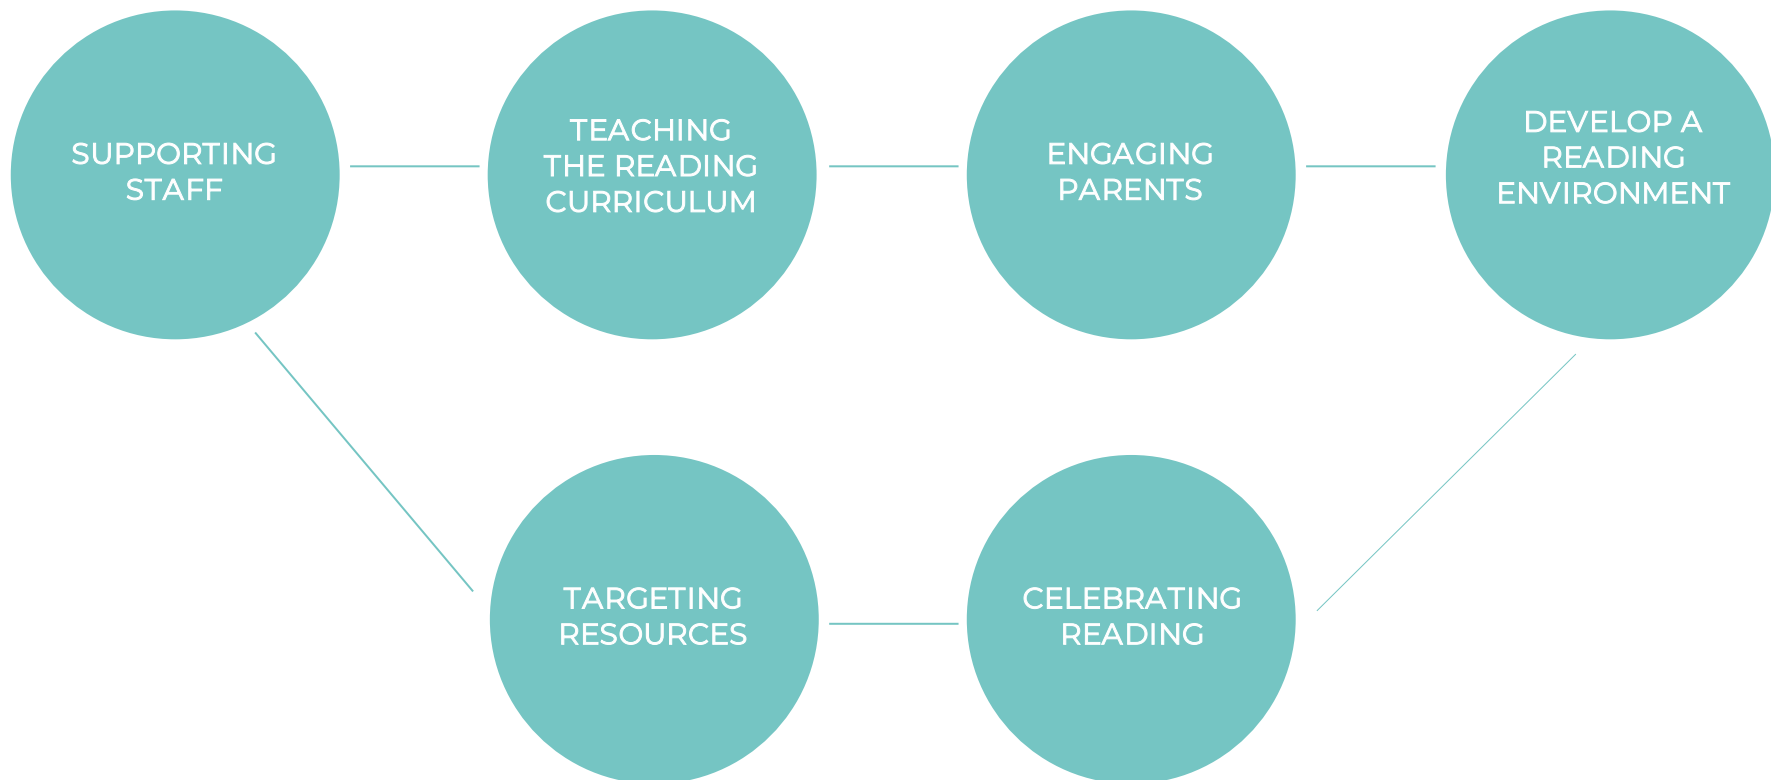 SUPPORTING
STAFF
TEACHING
THE READING
CURRICULUM
ENGAGING
PARENTS
DEVELOP A
READING
ENVIRONMENT
TARGETING
RESOURCES
CELEBRATING
READING